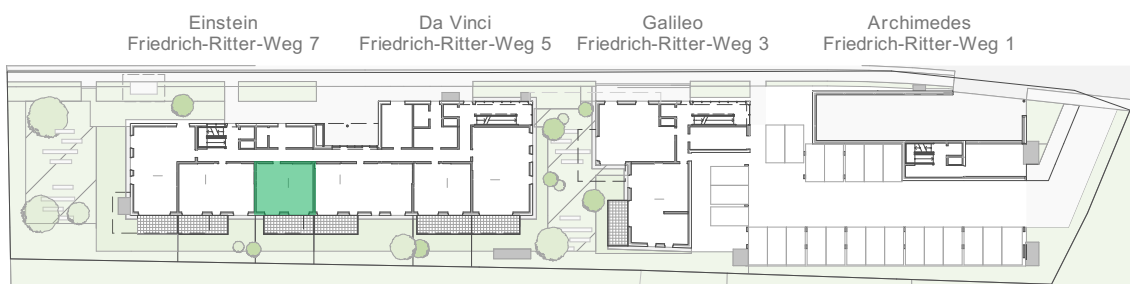 Einstein
Friedrich-Ritter-Weg 7
Da Vinci
Friedrich-Ritter-Weg 5
Galileo
Friedrich-Ritter-Weg 3
Archimedes
Friedrich-Ritter-Weg 1